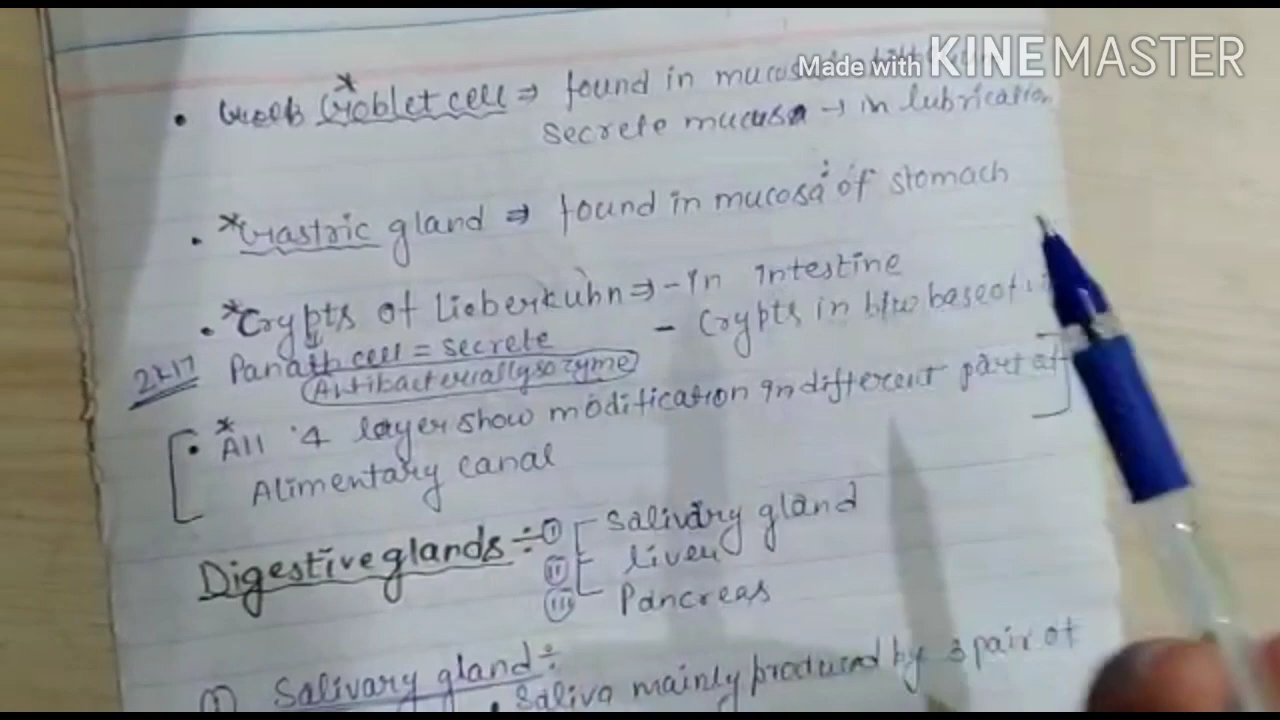 Made with KINEMASTER
• Goblet cell ⇒ found in mucosa
secrete mucusa → in lubrication
• *Gastric gland ⇒ found in mucosa of stomach
• *Crypts of Lieberkuhn ⇒ - In intestine
- Crypts in b/w base of
2k17 Panath cell = secrete
Antibacterial lysozyme
[• *All 4 layer show modification in different part of]
Alimentary canal
Digestive glands ÷ (i) [ Salivary gland
(ii) [ liver
(iii) [ Pancreas
(i) Salivary gland ÷
• Saliva mainly produced by 3 pair of